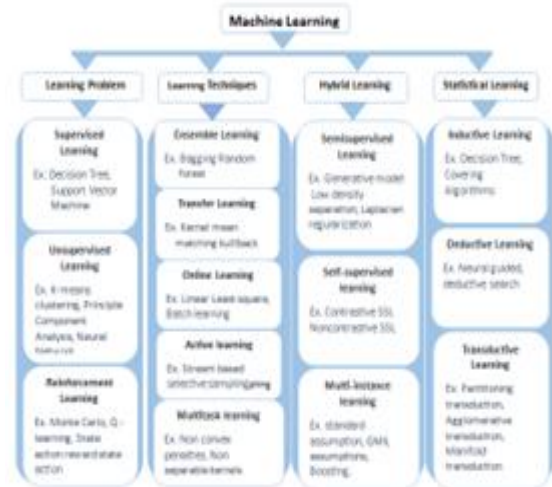 Machine Learning
Learning Problem
Learning Techniques
Hybrid Learning
Statistical Learning
Supervised
Learning
Ex. Decision Tree,
Support Vector
Machine
Unsupervised
Learning
Ex. K-means
clustering, Principle
Component
Analysis, Neural
Reinforcement
Learning
Ex. Monte Carlo, Q-
learning, State
action reward state
action
Ensemble Learning
Ex. Bagging Random
forest
Transfer Learning
Ex. Kernel mean
matching
Online Learning
Ex. Linear Least square,
Batch learning
Active learning
Ex. Stream based
selective sampling
Multitask learning
Ex. Non convex
penalties, Non
separable kernels
Semisupervised
Learning
Ex. Generative model
Low density
separation, Laplacian
regularization
Self-supervised
learning
Ex. Contrastive SSL,
Noncontrastive SSL
Multi-instance
learning
Ex. standard
assumption, GMIL
assumptions,
Boosting,
Inductive Learning
Ex. Decision Tree,
Covering
Algorithms
Deductive Learning
Ex. Neural guided,
deductive search
Transductive
Learning
Ex. Partitioning
transduction,
Agglomerative
transduction,
Manifold
transduction